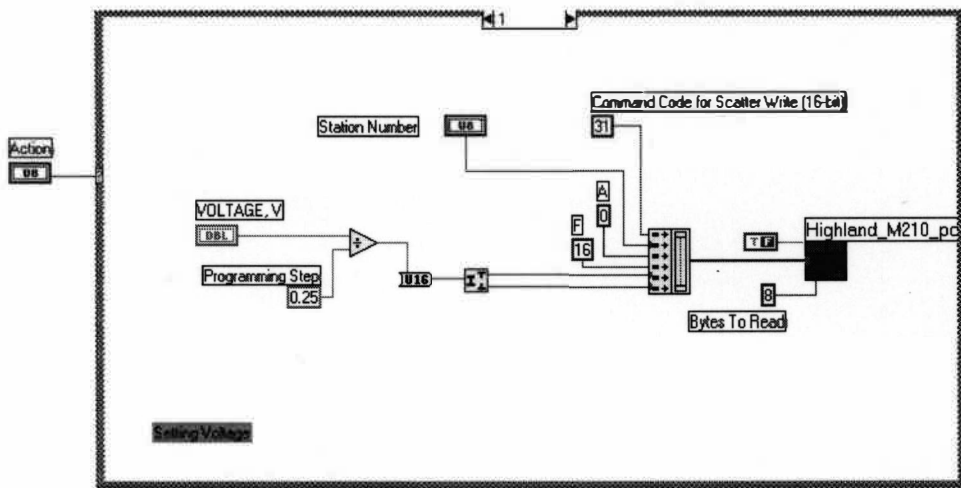 1
Command Code for Scatter Write (16-bit)
31
Station Number
U8
Action
U8
A
0
VOLTAGE, V
DBL
F
16
Highland_M210_pc
T F
Programming Step
0.25
U16
8
Bytes To Read
Setting Voltage